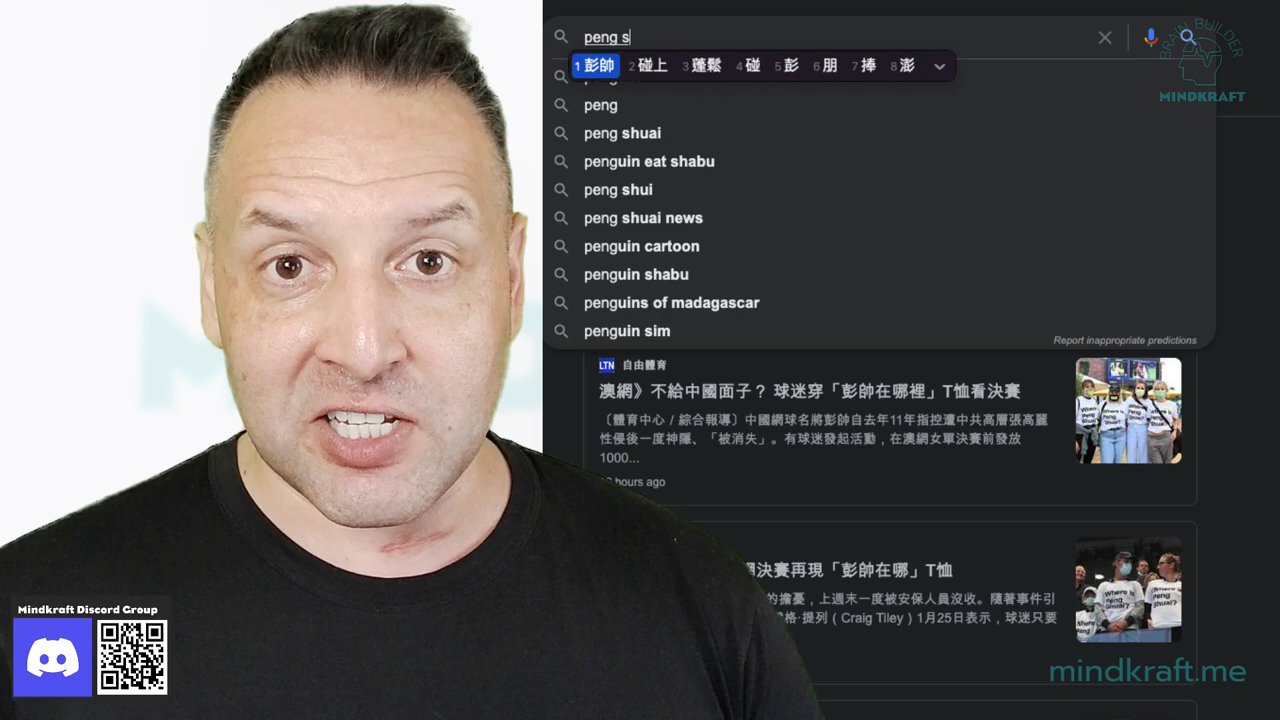 peng s
1 彭帥 2 碰上 3 蓬鬆 4 碰 5 彭 6 朋 7 捧 8 澎
peng
peng shuai
penguin eat shabu
peng shui
peng shuai news
penguin cartoon
penguin shabu
penguins of madagascar
penguin sim
Report inappropriate predictions
BRAIN BUILDER
MINDKRAFT
LTN 自由體育
澳網》不給中國面子？ 球迷穿「彭帥在哪裡」T恤看決賽
〔體育中心 / 綜合報導〕中國網球名將彭帥自去年11年指控遭中共高層張高麗
性侵後一度神隱、「被消失」。有球迷發起活動，在澳網女單決賽前發放
1000...
hours ago
決賽再現「彭帥在哪」T恤
的擔憂，上週末一度被安保人員沒收。隨著事件引
格·提列（Craig Tiley）1月25日表示，球迷只要
Where is Peng Shuai?
Mindkraft Discord Group
mindkraft.me